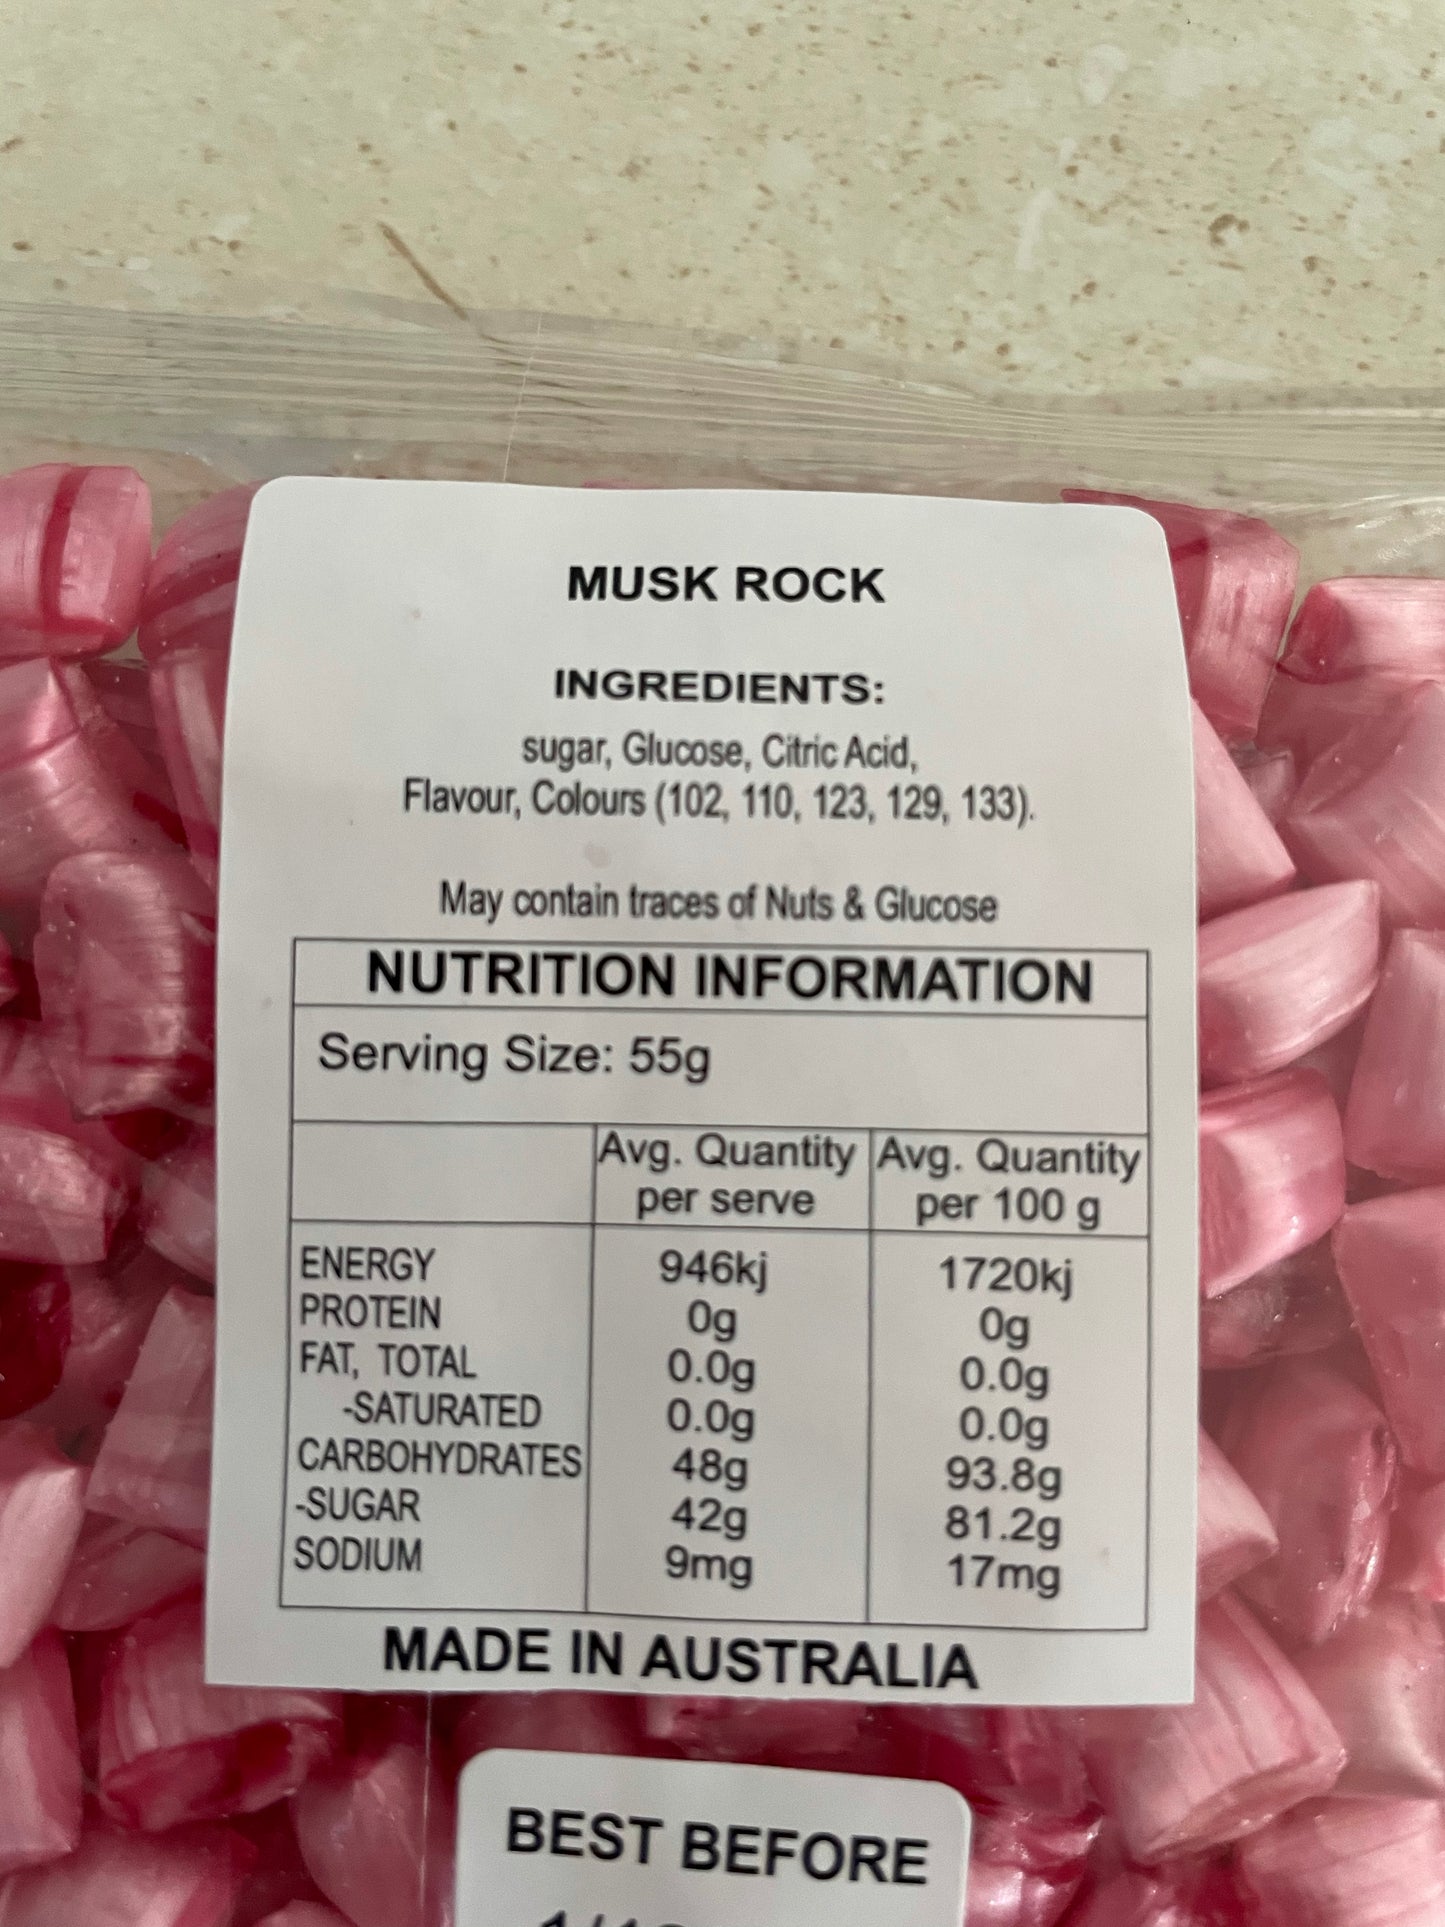 MUSK ROCK
INGREDIENTS:
sugar, Glucose, Citric Acid,
Flavour, Colours (102, 110, 123, 129, 133).
May contain traces of Nuts & Glucose
NUTRITION INFORMATION
Serving Size: 55g
Avg. Quantity per serve Avg. Quantity per 100 g
ENERGY 946kj 1720kj
PROTEIN 0g 0g
FAT, TOTAL 0.0g 0.0g
-SATURATED 0.0g 0.0g
CARBOHYDRATES 48g 93.8g
-SUGAR 42g 81.2g
SODIUM 9mg 17mg
MADE IN AUSTRALIA
BEST BEFORE